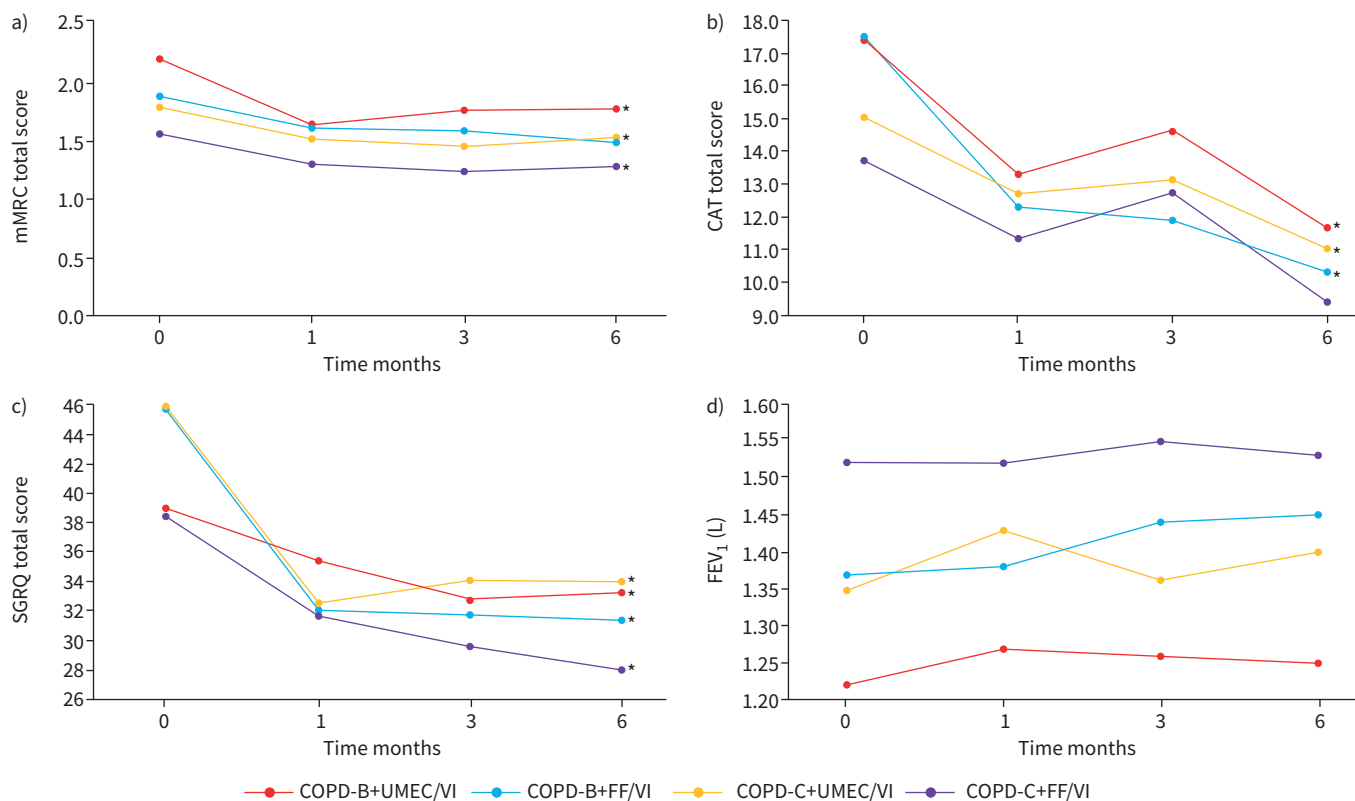 a)
2.5
2.0
1.5
1.0
0.5
0.0
mMRC total score
*
*
*
0 1 3 6
Time months
b)
18.0
17.0
16.0
15.0
14.0
13.0
12.0
11.0
10.0
9.0
CAT total score
*
*
*
0 1 3 6
Time months
c)
46
44
42
40
38
36
34
32
30
28
26
SGRQ total score
*
*
*
*
0 1 3 6
Time months
d)
1.60
1.55
1.50
1.45
1.40
1.35
1.30
1.25
1.20
FEV₁ (L)
0 1 3 6
Time months
COPD-B+UMEC/VI COPD-B+FF/VI COPD-C+UMEC/VI COPD-C+FF/VI